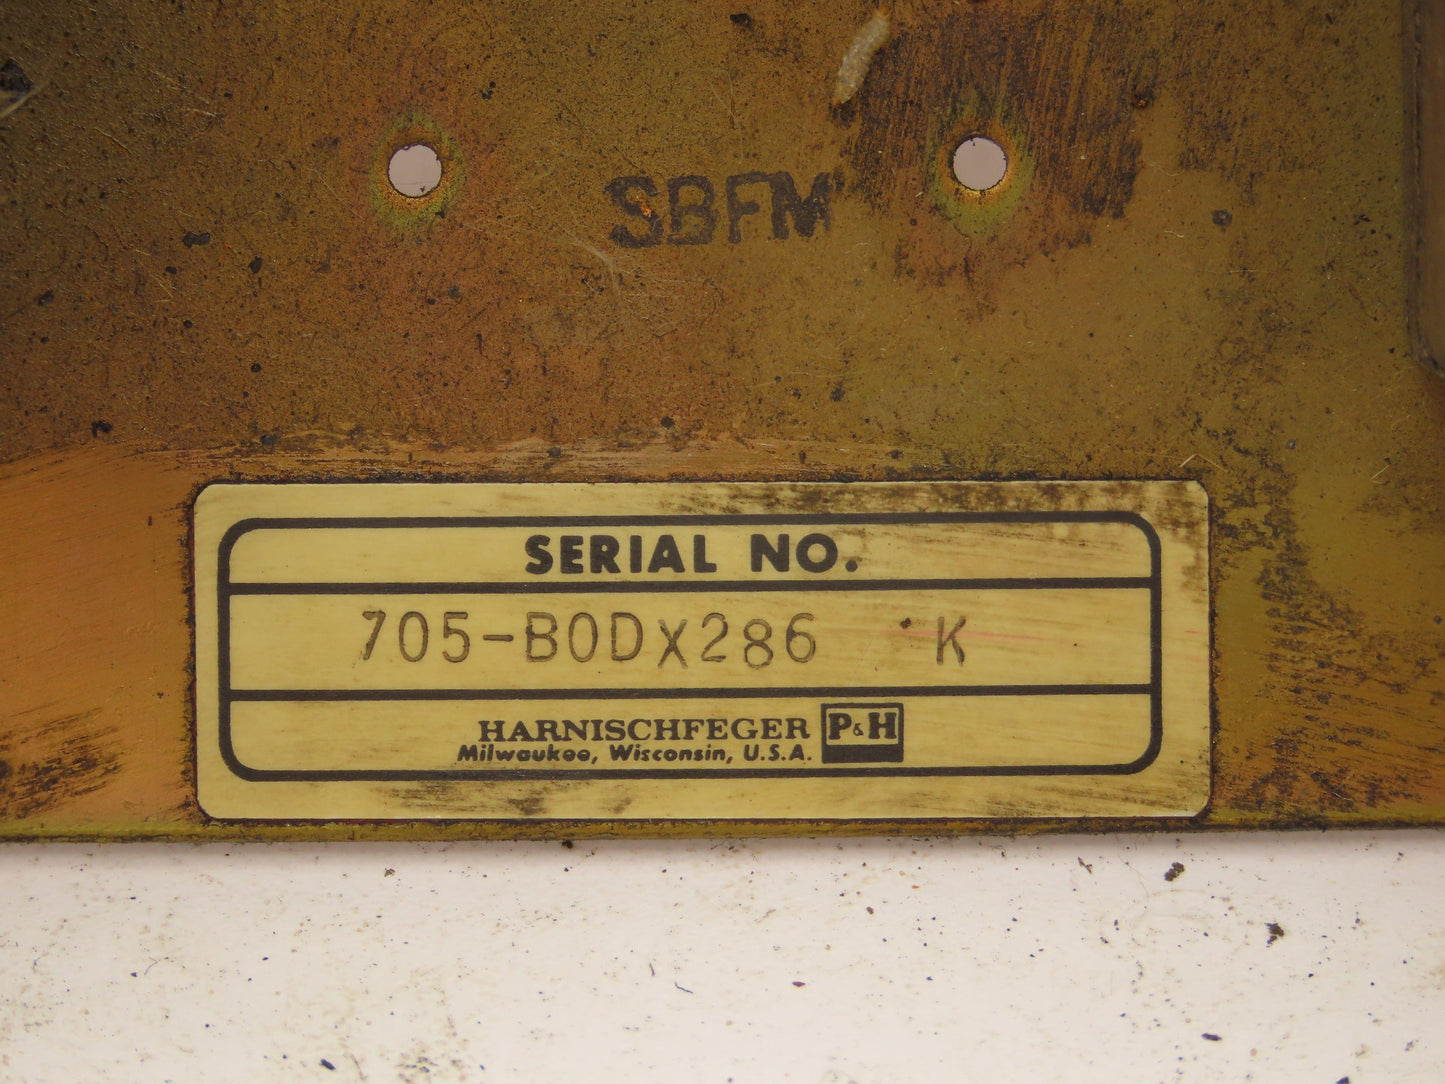 SBFM
SERIAL NO.
705-B0DX286 K
HARNISCHFEGER P&H
Milwaukee, Wisconsin, U.S.A.